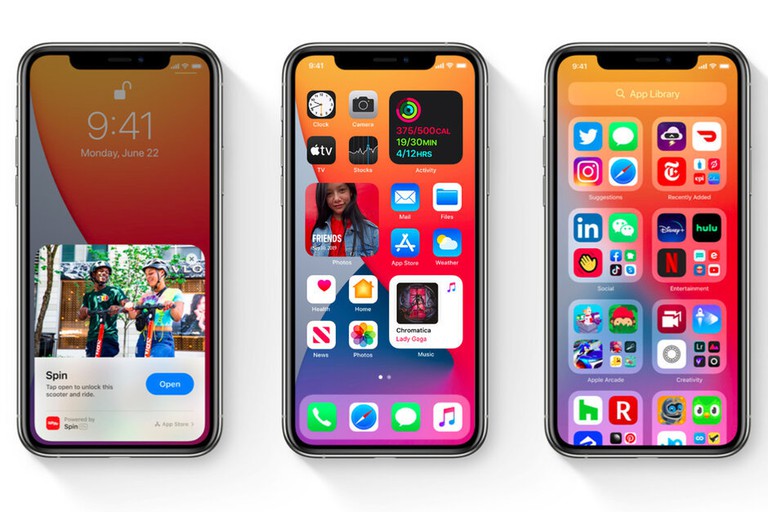 9:41
Monday, June 22
Spin
Tap open to unlock this
scooter and ride.
Open
Powered by
Spin
App Store
9:41
Clock
Camera
375/500CAL
19/30MIN
4/12HRS
tv
TV
Stocks
Activity
FRIENDS
Photos
Mail
Files
App Store
Weather
Health
Home
Chromatica
Lady Gaga
News
Photos
Music
9:41
App Library
Suggestions
Recently Added
in
Disney+
hulu
N
Social
Entertainment
Apple Arcade
Creativity
h
R